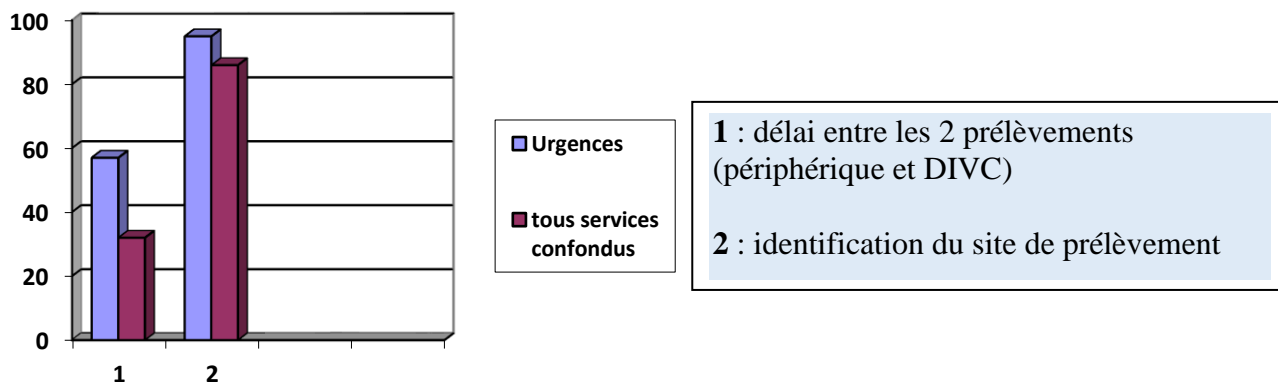 100
80
60
40
20
0
1
2
Urgences
tous services
confondus
1 : délai entre les 2 prélèvements
(périphérique et DIVC)
2 : identification du site de prélèvement